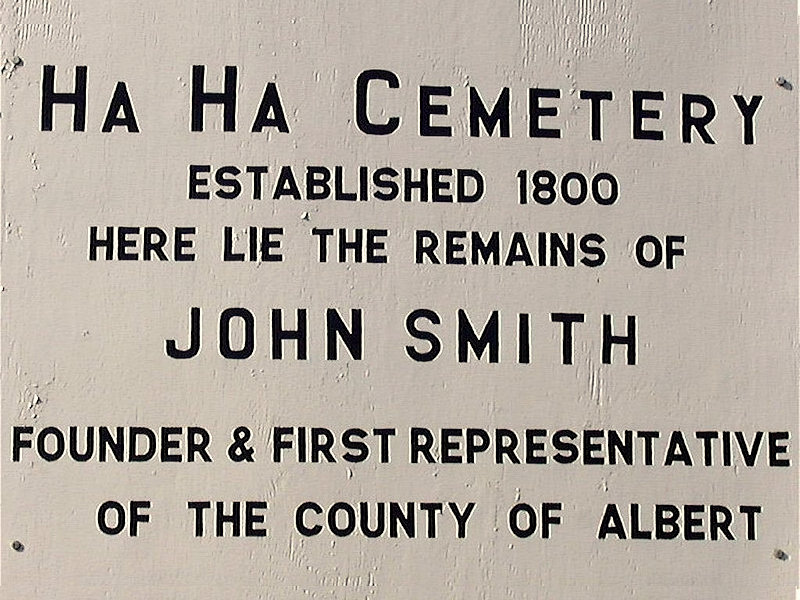 HA HA CEMETERY
ESTABLISHED 1800
HERE LIE THE REMAINS OF
JOHN SMITH
FOUNDER & FIRST REPRESENTATIVE
OF THE COUNTY OF ALBERT